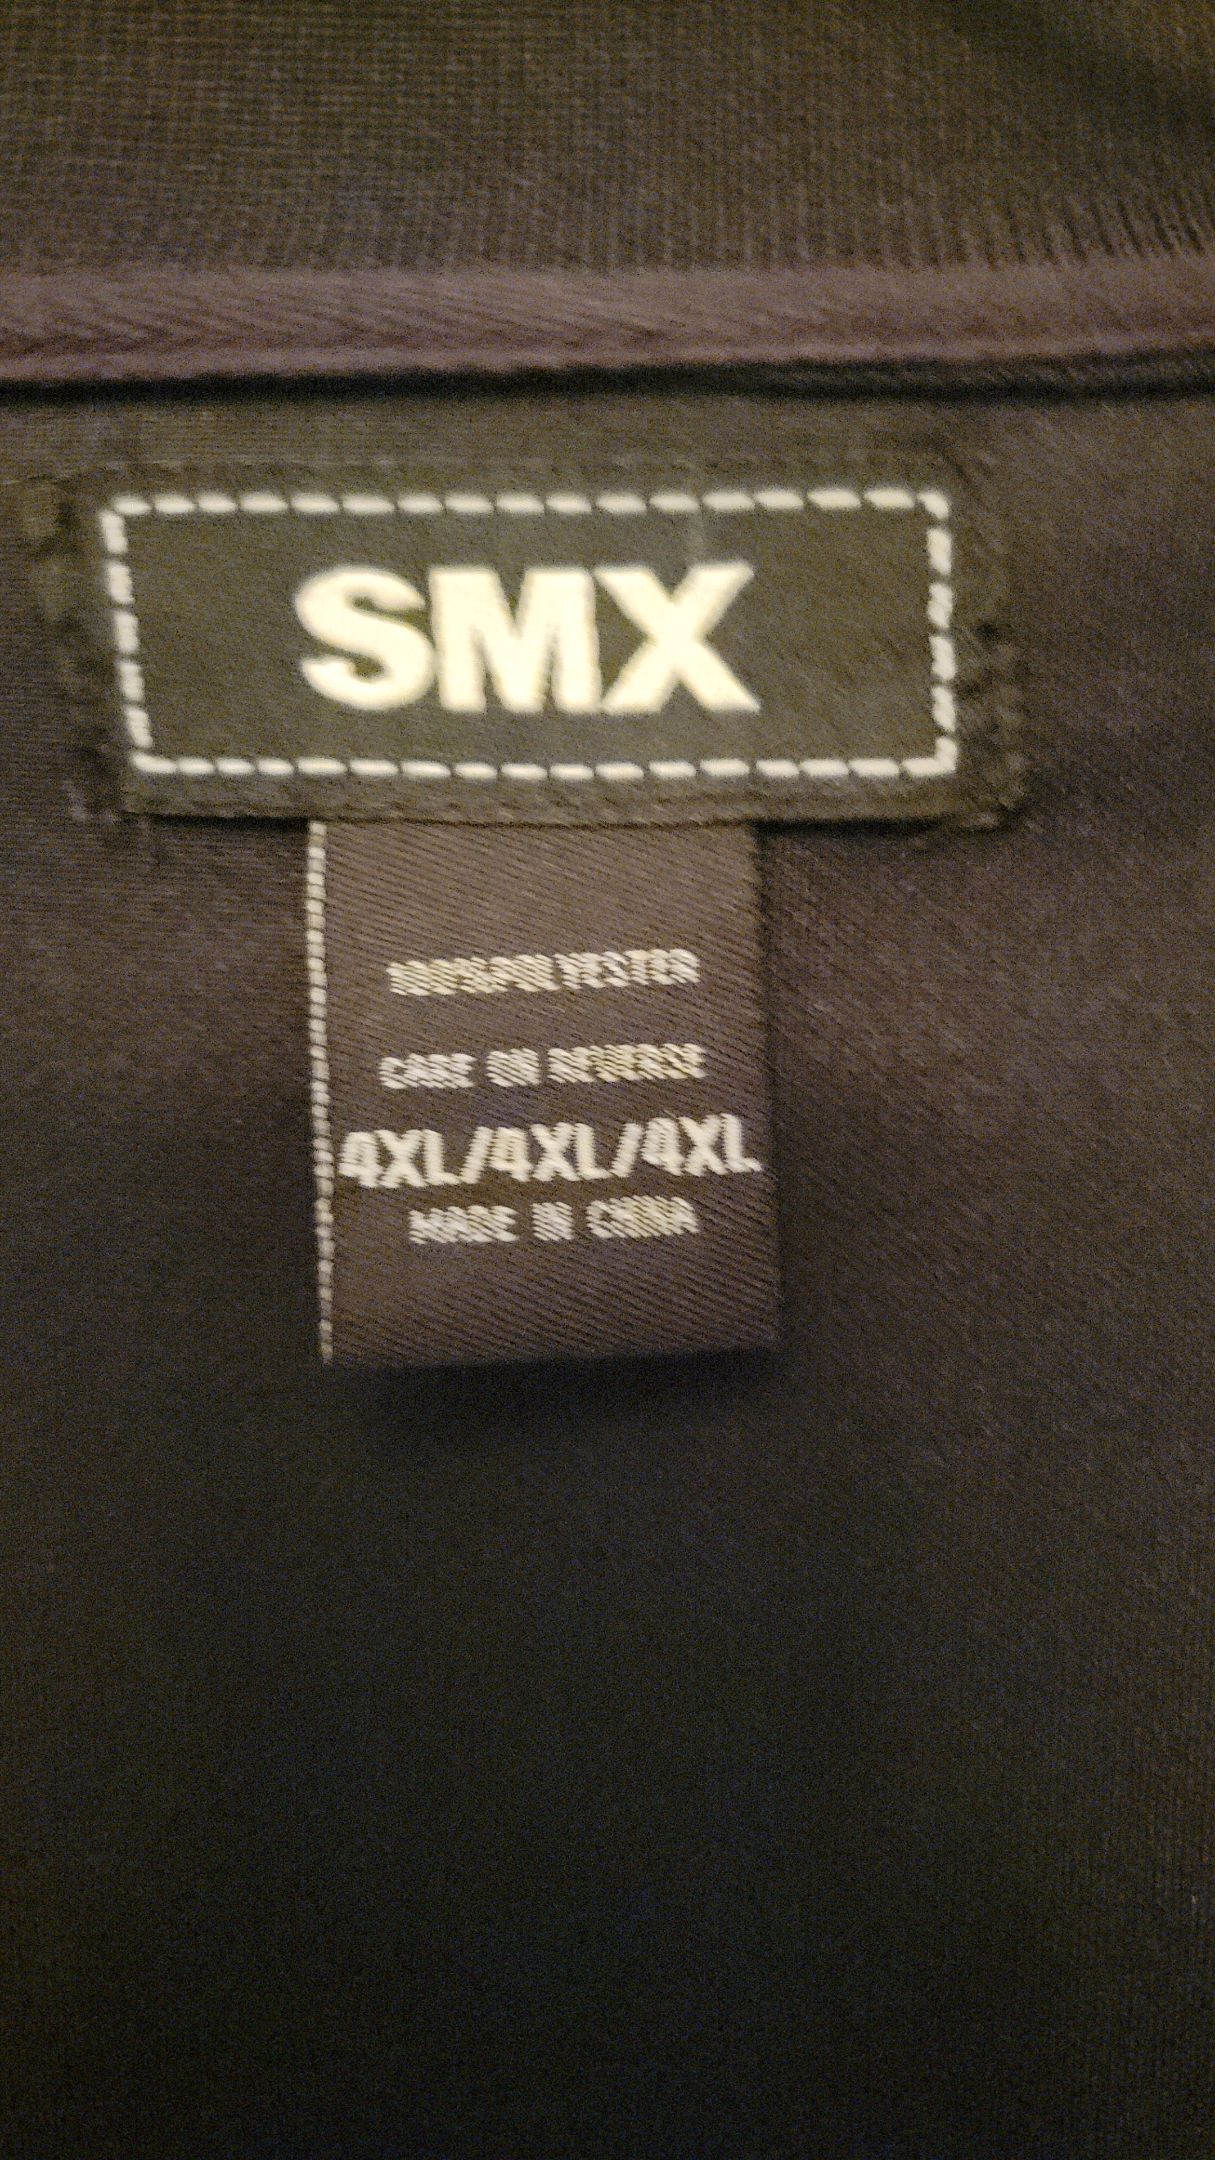 SMX
100% POLYESTER
CARE ON REVERSE
4XL/4XL/4XL
MADE IN CHINA